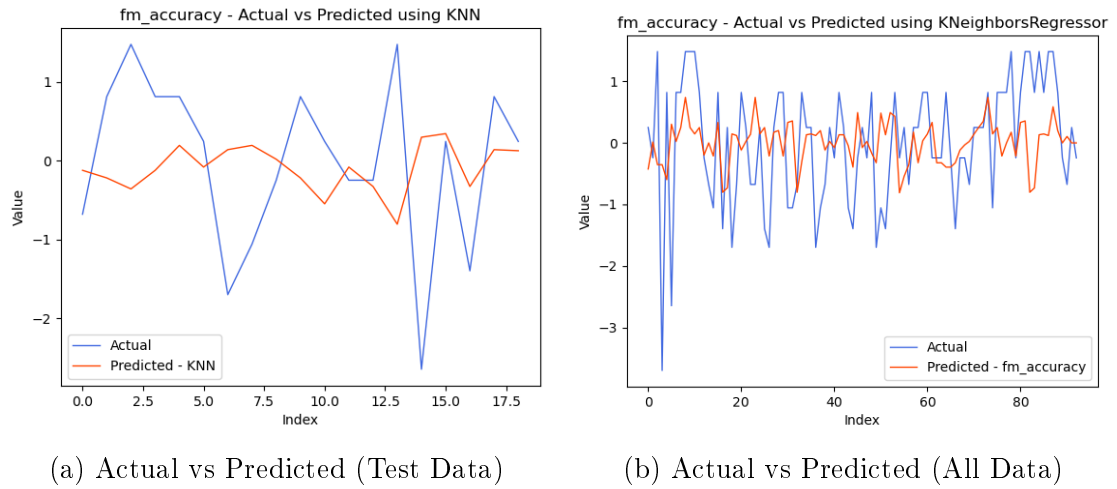 fm_accuracy - Actual vs Predicted using KNN
1
0
−1
−2
Value
0.0 2.5 5.0 7.5 10.0 12.5 15.0 17.5
Index
Actual
Predicted - KNN
(a) Actual vs Predicted (Test Data)
fm_accuracy - Actual vs Predicted using KNeighborsRegressor
1
0
−1
−2
−3
Value
0 20 40 60 80
Index
Actual
Predicted - fm_accuracy
(b) Actual vs Predicted (All Data)